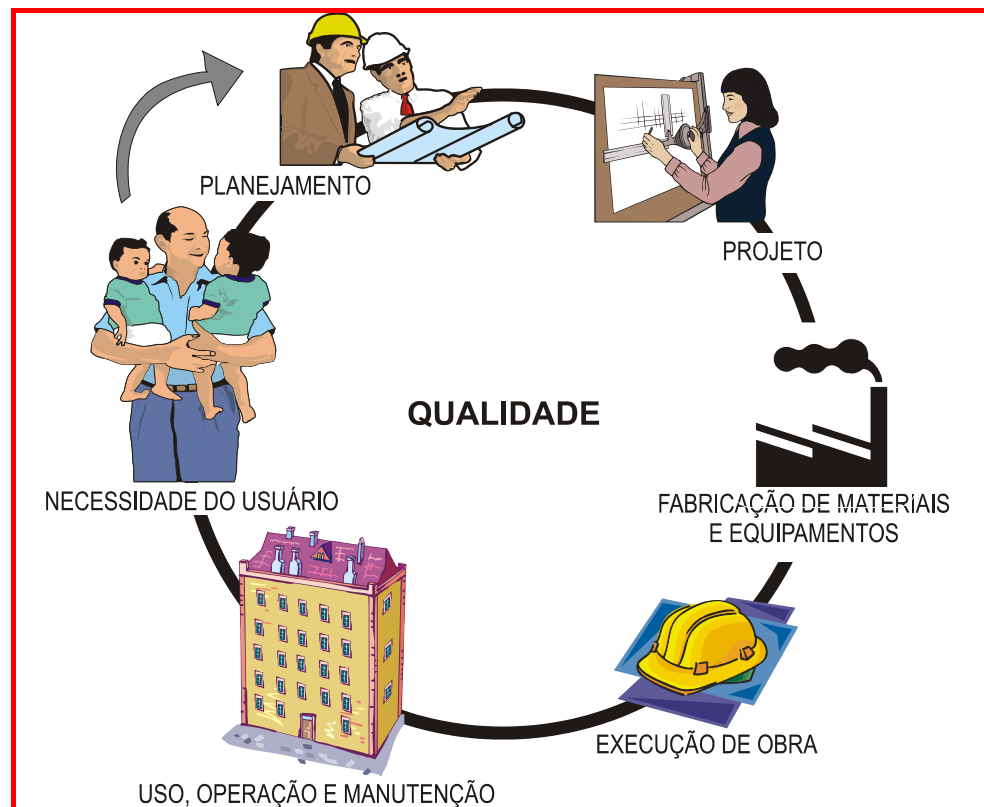 PLANEJAMENTO
PROJETO
QUALIDADE
NECESSIDADE DO USUÁRIO
FABRICAÇÃO DE MATERIAIS
E EQUIPAMENTOS
EXECUÇÃO DE OBRA
USO, OPERAÇÃO E MANUTENÇÃO